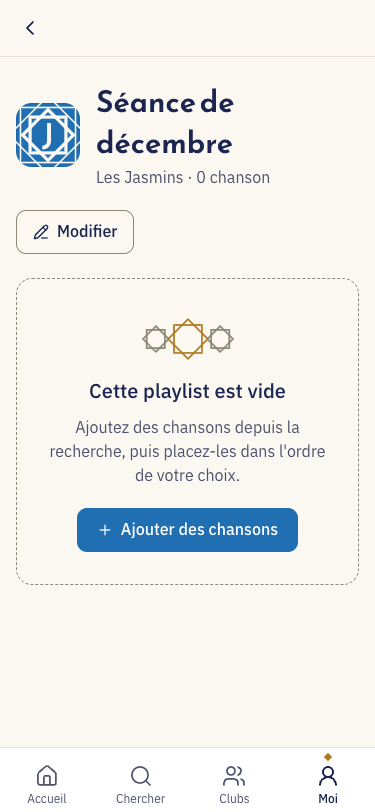 Séance de
décembre
J
Les Jasmins · 0 chanson
Modifier
Cette playlist est vide
Ajoutez des chansons depuis la
recherche, puis placez-les dans l'ordre
de votre choix.
+ Ajouter des chansons
Accueil
Chercher
Clubs
Moi